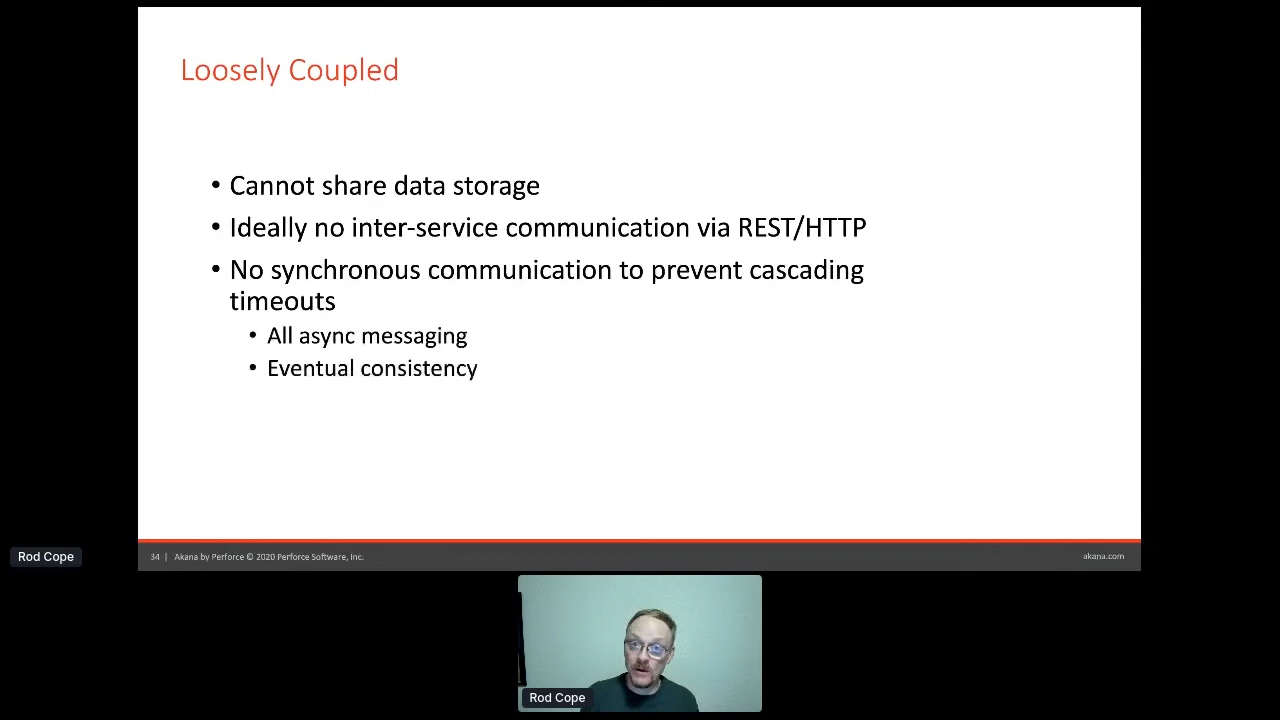 Loosely Coupled
• Cannot share data storage
• Ideally no inter-service communication via REST/HTTP
• No synchronous communication to prevent cascading
timeouts
• All async messaging
• Eventual consistency
34 | Akana by Perforce © 2020 Perforce Software, Inc.
akana.com
Rod Cope
Rod Cope